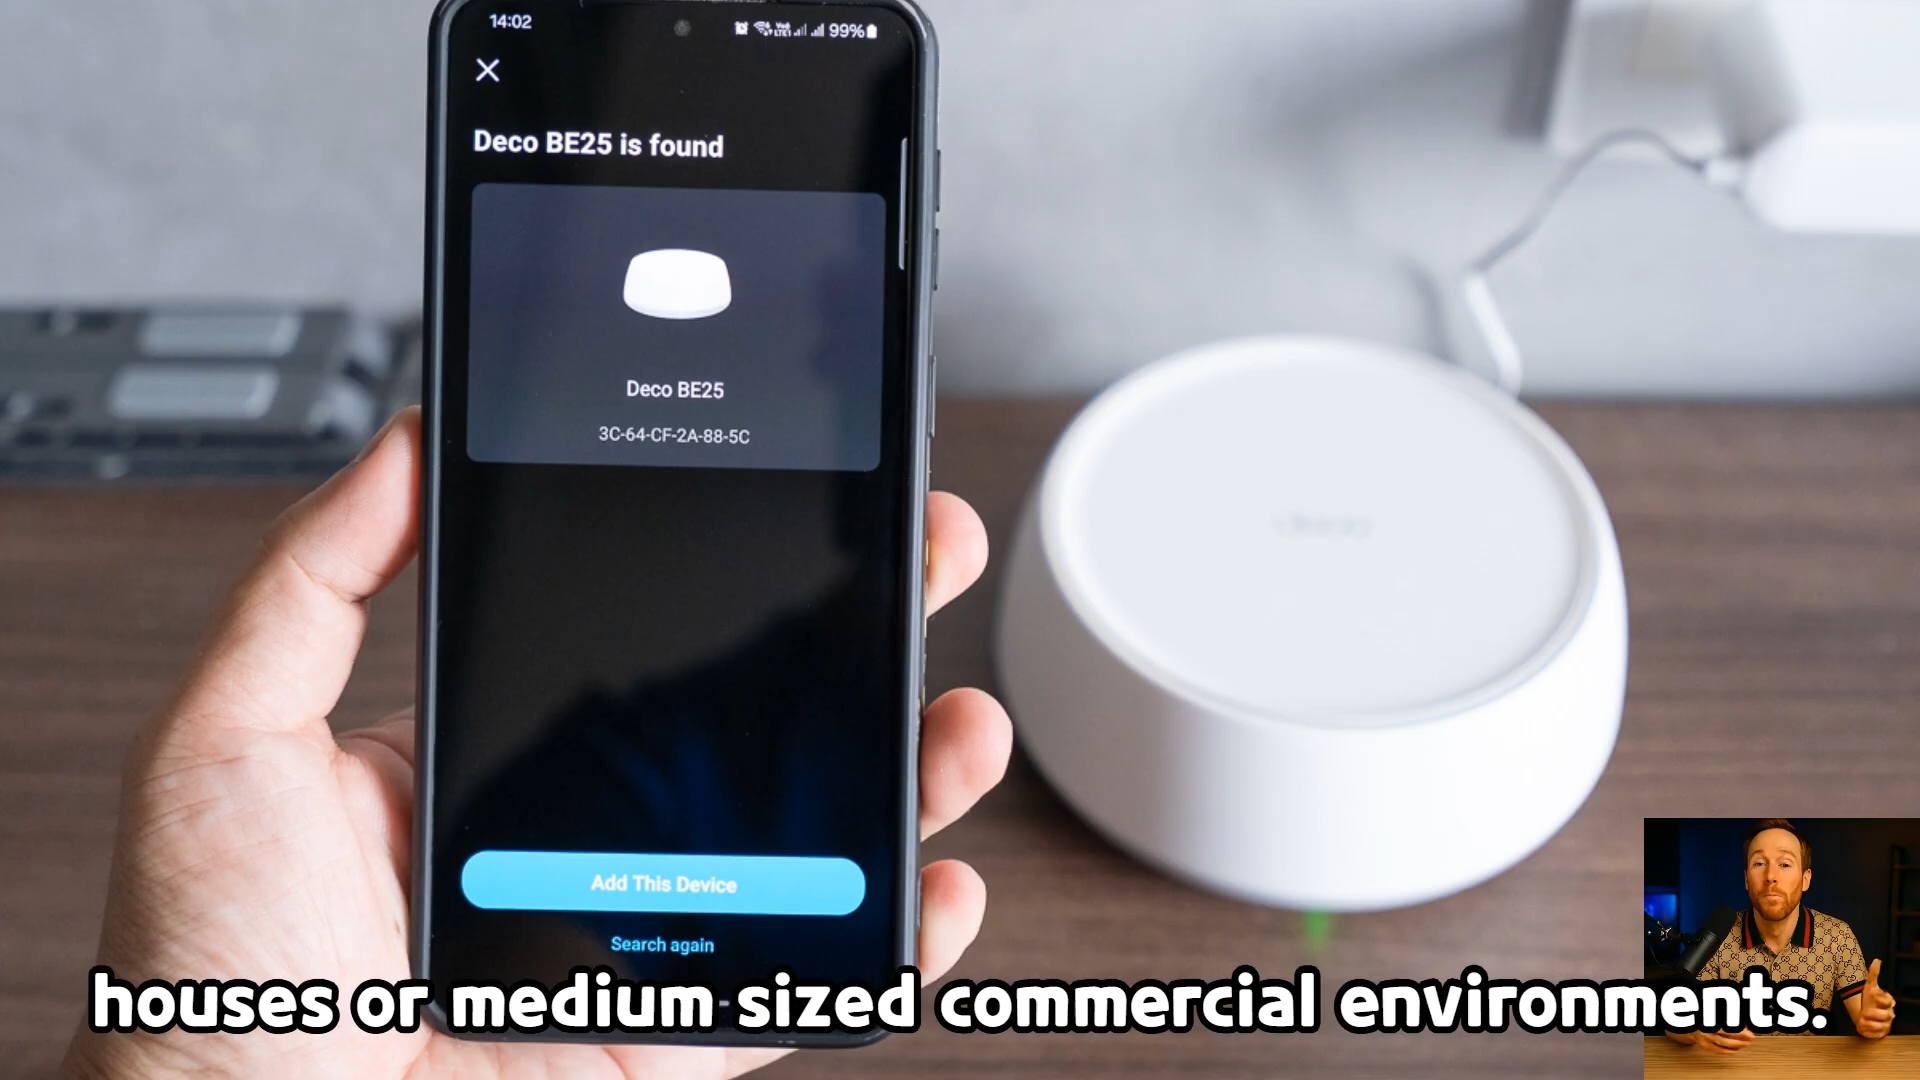 14:02
99%
Deco BE25 is found
Deco BE25
3C-64-CF-2A-88-5C
Add This Device
Search again
deco
houses or medium sized commercial environments.